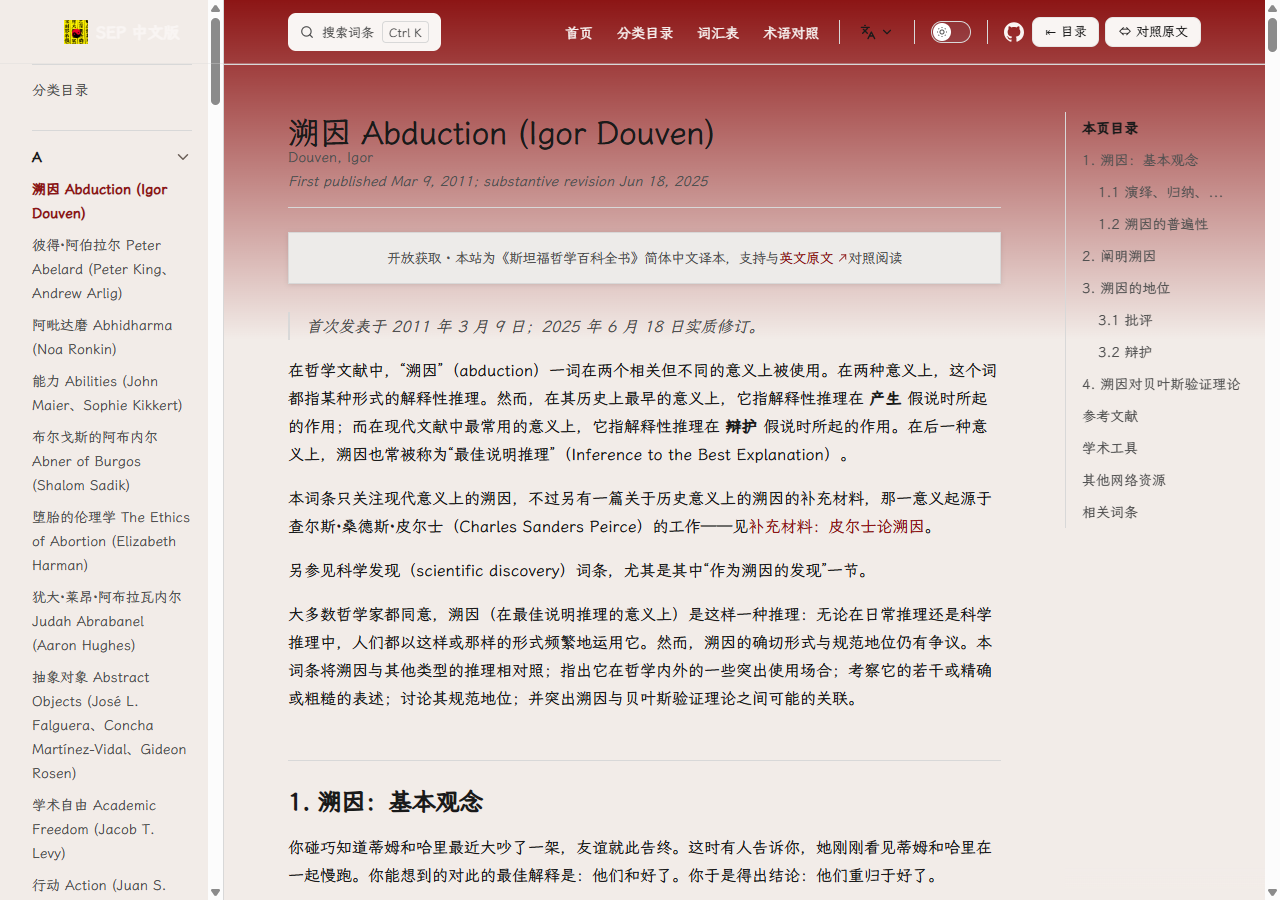 SEP 中文版
搜索词条 Ctrl K
首页 分类目录 词汇表 术语对照
⇤ 目录
⇔ 对照原文
分类目录
A
溯因 Abduction (Igor
Douven)
彼得·阿伯拉尔 Peter
Abelard (Peter King、
Andrew Arlig)
阿毗达磨 Abhidharma
(Noa Ronkin)
能力 Abilities (John
Maier、Sophie Kikkert)
布尔戈斯的阿布内尔
Abner of Burgos
(Shalom Sadik)
堕胎的伦理学 The Ethics
of Abortion (Elizabeth
Harman)
犹大·莱昂·阿布拉瓦内尔
Judah Abrabanel
(Aaron Hughes)
抽象对象 Abstract
Objects (José L.
Falguera、Concha
Martínez-Vidal、Gideon
Rosen)
学术自由 Academic
Freedom (Jacob T.
Levy)
行动 Action (Juan S.
溯因 Abduction (Igor Douven)
Douven, Igor
First published Mar 9, 2011; substantive revision Jun 18, 2025
开放获取 · 本站为《斯坦福哲学百科全书》简体中文译本，支持与英文原文 ↗对照阅读
首次发表于 2011 年 3 月 9 日；2025 年 6 月 18 日实质修订。
在哲学文献中，“溯因”（abduction）一词在两个相关但不同的意义上被使用。在两种意义上，这个词
都指某种形式的解释性推理。然而，在其历史上最早的意义上，它指解释性推理在 产生 假说时所起
的作用；而在现代文献中最常用的意义上，它指解释性推理在 辩护 假说时所起的作用。在后一种意
义上，溯因也常被称为“最佳说明推理”（Inference to the Best Explanation）。
本词条只关注现代意义上的溯因，不过另有一篇关于历史意义上的溯因的补充材料，那一意义起源于
查尔斯·桑德斯·皮尔士（Charles Sanders Peirce）的工作——见补充材料：皮尔士论溯因。
另参见科学发现（scientific discovery）词条，尤其是其中“作为溯因的发现”一节。
大多数哲学家都同意，溯因（在最佳说明推理的意义上）是这样一种推理：无论在日常推理还是科学
推理中，人们都以这样或那样的形式频繁地运用它。然而，溯因的确切形式与规范地位仍有争议。本
词条将溯因与其他类型的推理相对照；指出它在哲学内外的一些突出使用场合；考察它的若干或精确
或粗糙的表述；讨论其规范地位；并突出溯因与贝叶斯验证理论之间可能的关联。
1. 溯因：基本观念
你碰巧知道蒂姆和哈里最近大吵了一架，友谊就此告终。这时有人告诉你，她刚刚看见蒂姆和哈里在
一起慢跑。你能想到的对此的最佳解释是：他们和好了。你于是得出结论：他们重归于好了。
本页目录
1. 溯因：基本观念
1.1 演绎、归纳、…
1.2 溯因的普遍性
2. 阐明溯因
3. 溯因的地位
3.1 批评
3.2 辩护
4. 溯因对贝叶斯验证理论
参考文献
学术工具
其他网络资源
相关词条